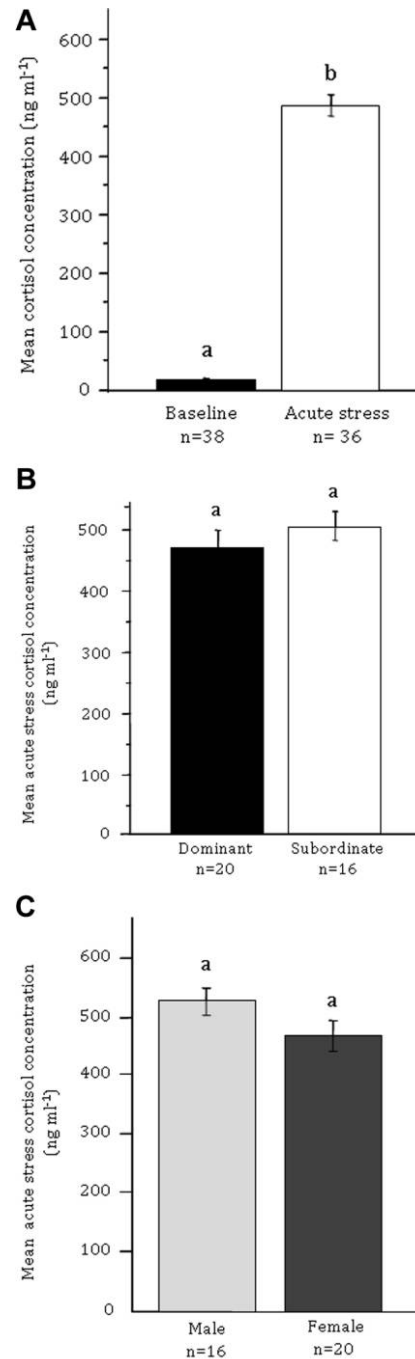 A
Mean cortisol concentration (ng ml-1)
600
500
400
300
200
100
0
a
b
Baseline
n=38
Acute stress
n= 36
B
Mean acute stress cortisol concentration
(ng ml-1)
500
400
300
200
100
0
a
a
Dominant
n=20
Subordinate
n=16
C
Mean acute stress cortisol concentration
(ng ml-1)
600
500
400
300
200
100
0
a
a
Male
n=16
Female
n=20